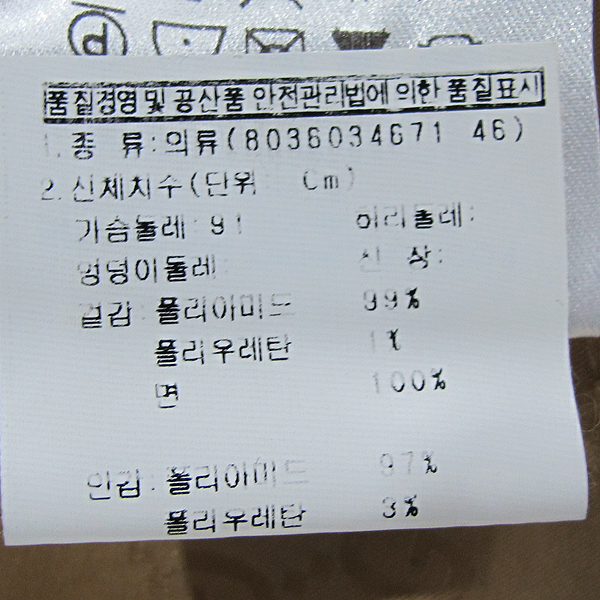 품질경영 및 공산품 안전관리법에 의한 품질표시
1. 종 류: 의류(8036034671 46)
2. 신체치수(단위 Cm)
가슴둘레 91 허리둘레:
엉덩이둘레: 신 장:
겉감: 폴리아미드 99%
폴리우레탄 1%
면 100%
안감: 폴리아미드 97%
폴리우레탄 3%